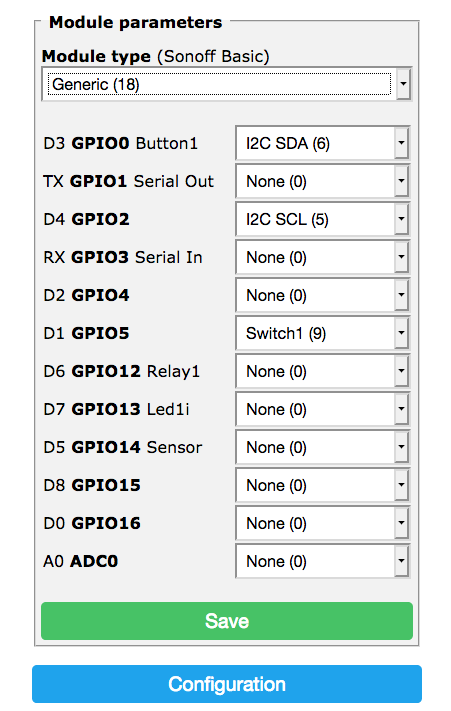 Module parameters
Module type (Sonoff Basic)
Generic (18)
D3 GPIO0 Button1 I2C SDA (6)
TX GPIO1 Serial Out None (0)
D4 GPIO2 I2C SCL (5)
RX GPIO3 Serial In None (0)
D2 GPIO4 None (0)
D1 GPIO5 Switch1 (9)
D6 GPIO12 Relay1 None (0)
D7 GPIO13 Led1i None (0)
D5 GPIO14 Sensor None (0)
D8 GPIO15 None (0)
D0 GPIO16 None (0)
A0 ADC0 None (0)
Save
Configuration